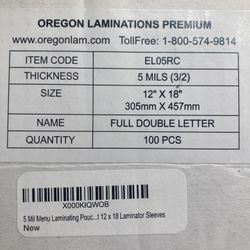 OREGON LAMINATIONS PREMIUM
www.oregonlam.com TollFree: 1-800-574-9814
ITEM CODE EL05RC
THICKNESS 5 MILS (3/2)
SIZE 12" X 18"
305mm X 457mm
NAME FULL DOUBLE LETTER
QUANTITY 100 PCS
X000KIQWOB
5 Mil Menu Laminating Pouc...t 12 x 18 Laminator Sleeves
New